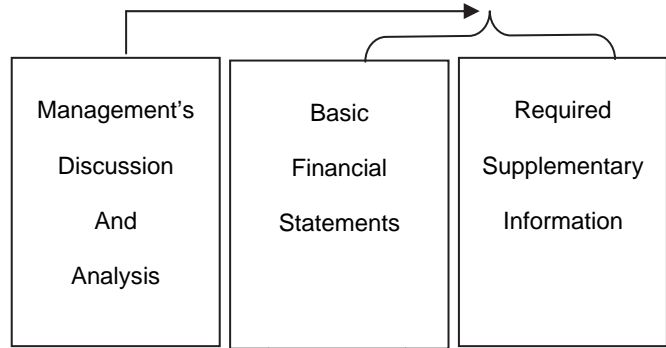 Management’s
Discussion
And
Analysis
Basic
Financial
Statements
Required
Supplementary
Information